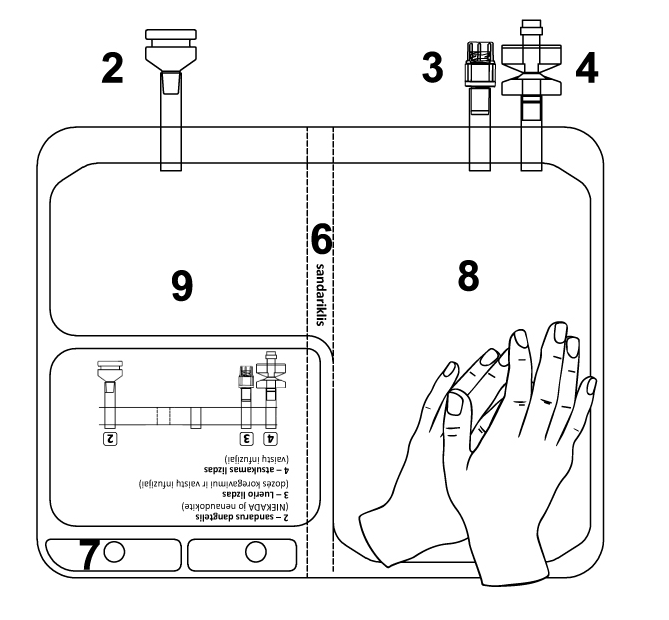 2
3
4
6
sandariklis
9
8
2 – sandarus dangtelis
(NIEKADA jo nenaudokite)
3 – Luerio lizdas
(dozės koregavimui ir vaistų infuzijai)
4 – atsukamas lizdas
(vaistų infuzijai)
4 3 2
7